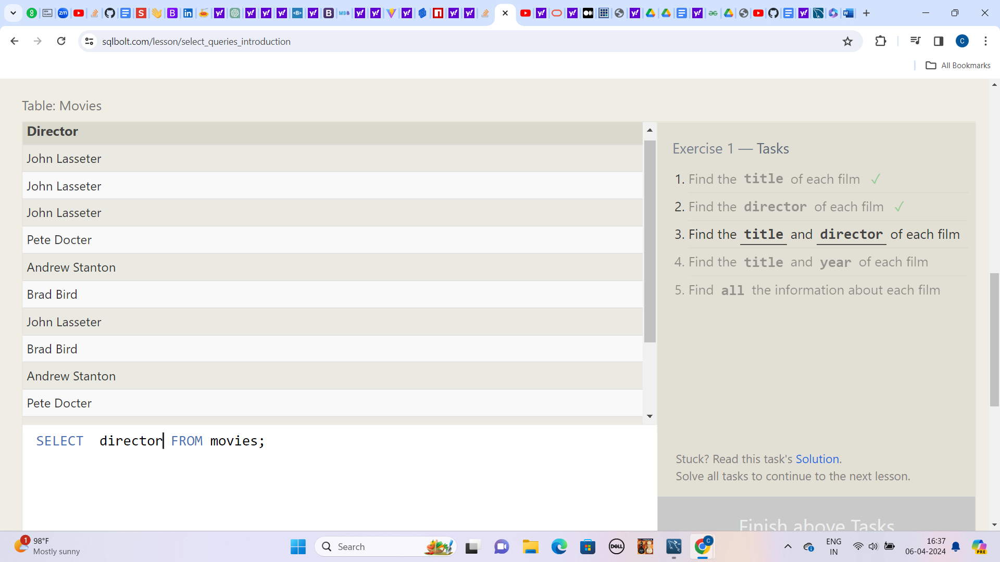 sqlbolt.com/lesson/select_queries_introduction
All Bookmarks
Table: Movies
Director
John Lasseter
John Lasseter
John Lasseter
Pete Docter
Andrew Stanton
Brad Bird
John Lasseter
Brad Bird
Andrew Stanton
Pete Docter
SELECT  director FROM movies;
Exercise 1 — Tasks
1. Find the title of each film ✓
2. Find the director of each film ✓
3. Find the title and director of each film
4. Find the title and year of each film
5. Find all the information about each film
Stuck? Read this task's Solution.
Solve all tasks to continue to the next lesson.
Finish above Tasks
1
98°F
Mostly sunny
Search
DELL
C
ENG
IN
16:37
06-04-2024
PRE